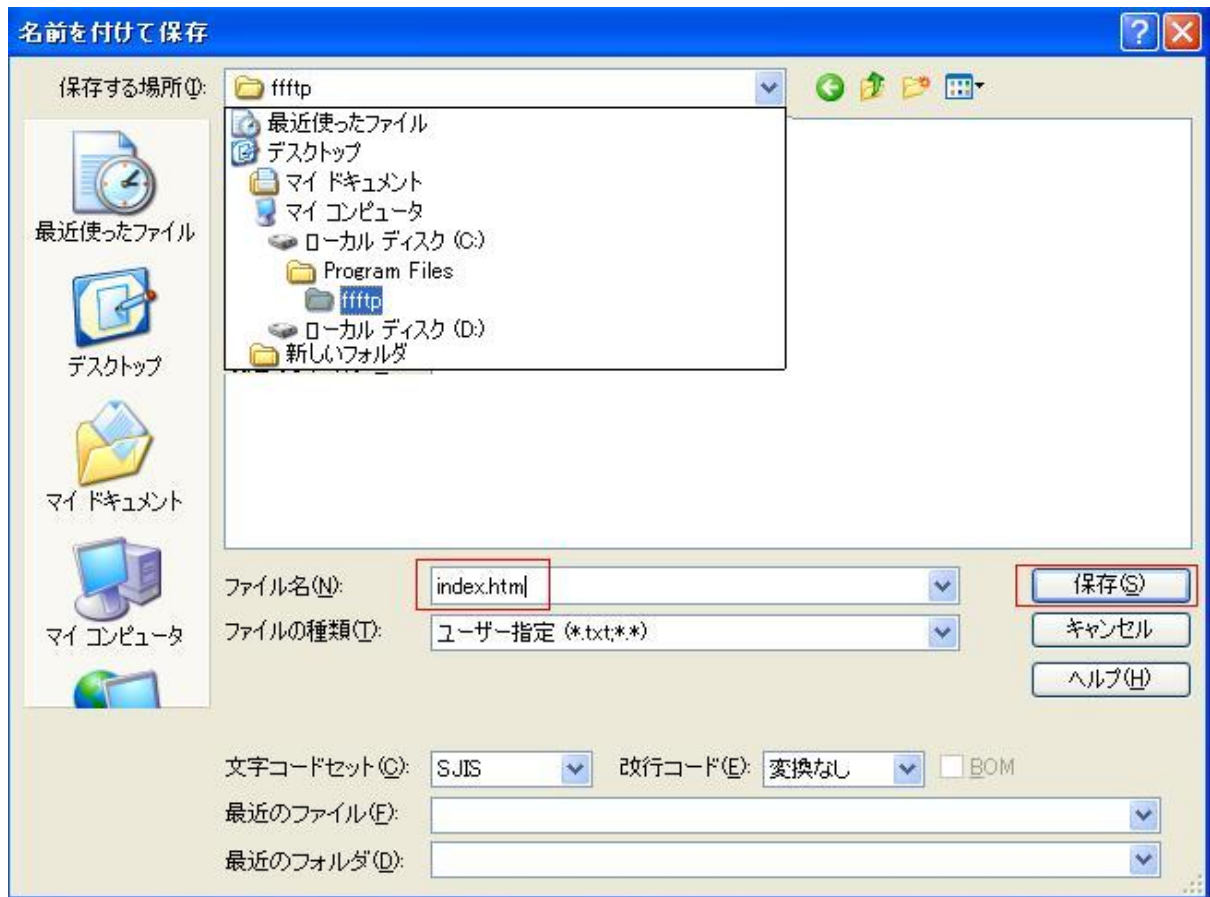 名前を付けて保存
保存する場所(I): ffftp
最近使ったファイル
デスクトップ
マイ ドキュメント
マイ コンピュータ
ローカル ディスク (C:)
Program Files
ffftp
ローカル ディスク (D:)
新しいフォルダ
最近使ったファイル
デスクトップ
マイ ドキュメント
マイ コンピュータ
ファイル名(N): index.htm 保存(S)
ファイルの種類(T): ユーザー指定 (*.txt;*.*) キャンセル
ヘルプ(H)
文字コードセット(C): SJIS 改行コード(E): 変換なし BOM
最近のファイル(F):
最近のフォルダ(D):